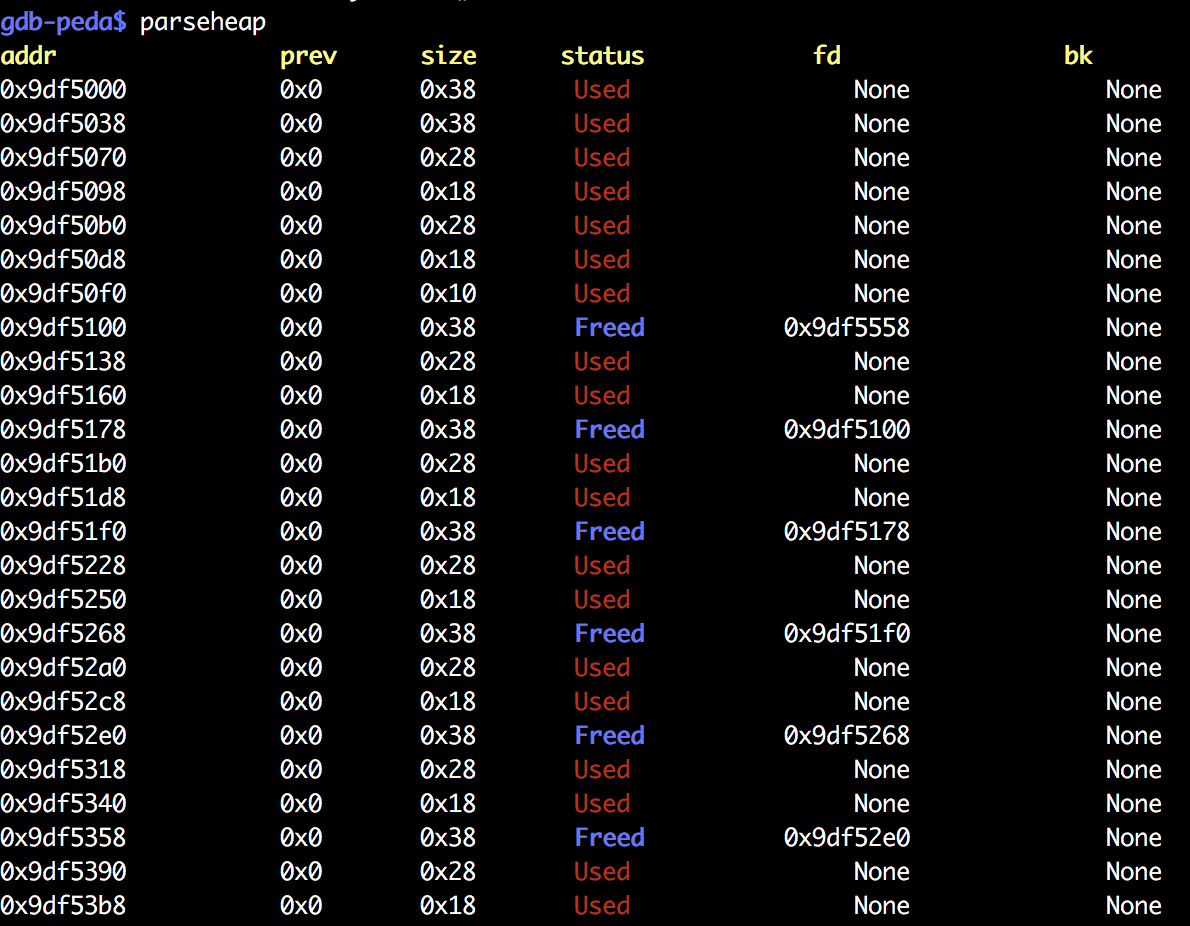 gdb-peda$ parseheap
addr prev size status fd bk
0x9df5000 0x0 0x38 Used None None
0x9df5038 0x0 0x38 Used None None
0x9df5070 0x0 0x28 Used None None
0x9df5098 0x0 0x18 Used None None
0x9df50b0 0x0 0x28 Used None None
0x9df50d8 0x0 0x18 Used None None
0x9df50f0 0x0 0x10 Used None None
0x9df5100 0x0 0x38 Freed 0x9df5558 None
0x9df5138 0x0 0x28 Used None None
0x9df5160 0x0 0x18 Used None None
0x9df5178 0x0 0x38 Freed 0x9df5100 None
0x9df51b0 0x0 0x28 Used None None
0x9df51d8 0x0 0x18 Used None None
0x9df51f0 0x0 0x38 Freed 0x9df5178 None
0x9df5228 0x0 0x28 Used None None
0x9df5250 0x0 0x18 Used None None
0x9df5268 0x0 0x38 Freed 0x9df51f0 None
0x9df52a0 0x0 0x28 Used None None
0x9df52c8 0x0 0x18 Used None None
0x9df52e0 0x0 0x38 Freed 0x9df5268 None
0x9df5318 0x0 0x28 Used None None
0x9df5340 0x0 0x18 Used None None
0x9df5358 0x0 0x38 Freed 0x9df52e0 None
0x9df5390 0x0 0x28 Used None None
0x9df53b8 0x0 0x18 Used None None